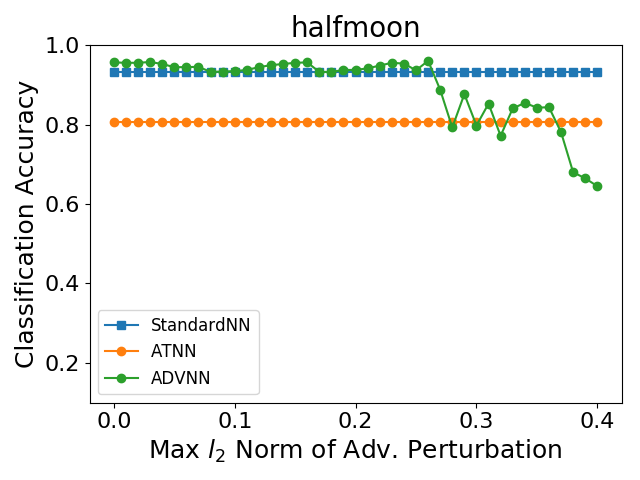 halfmoon
Classification Accuracy
1.0
0.8
0.6
0.4
0.2
StandardNN
ATNN
ADVNN
0.0 0.1 0.2 0.3 0.4
Max l₂ Norm of Adv. Perturbation